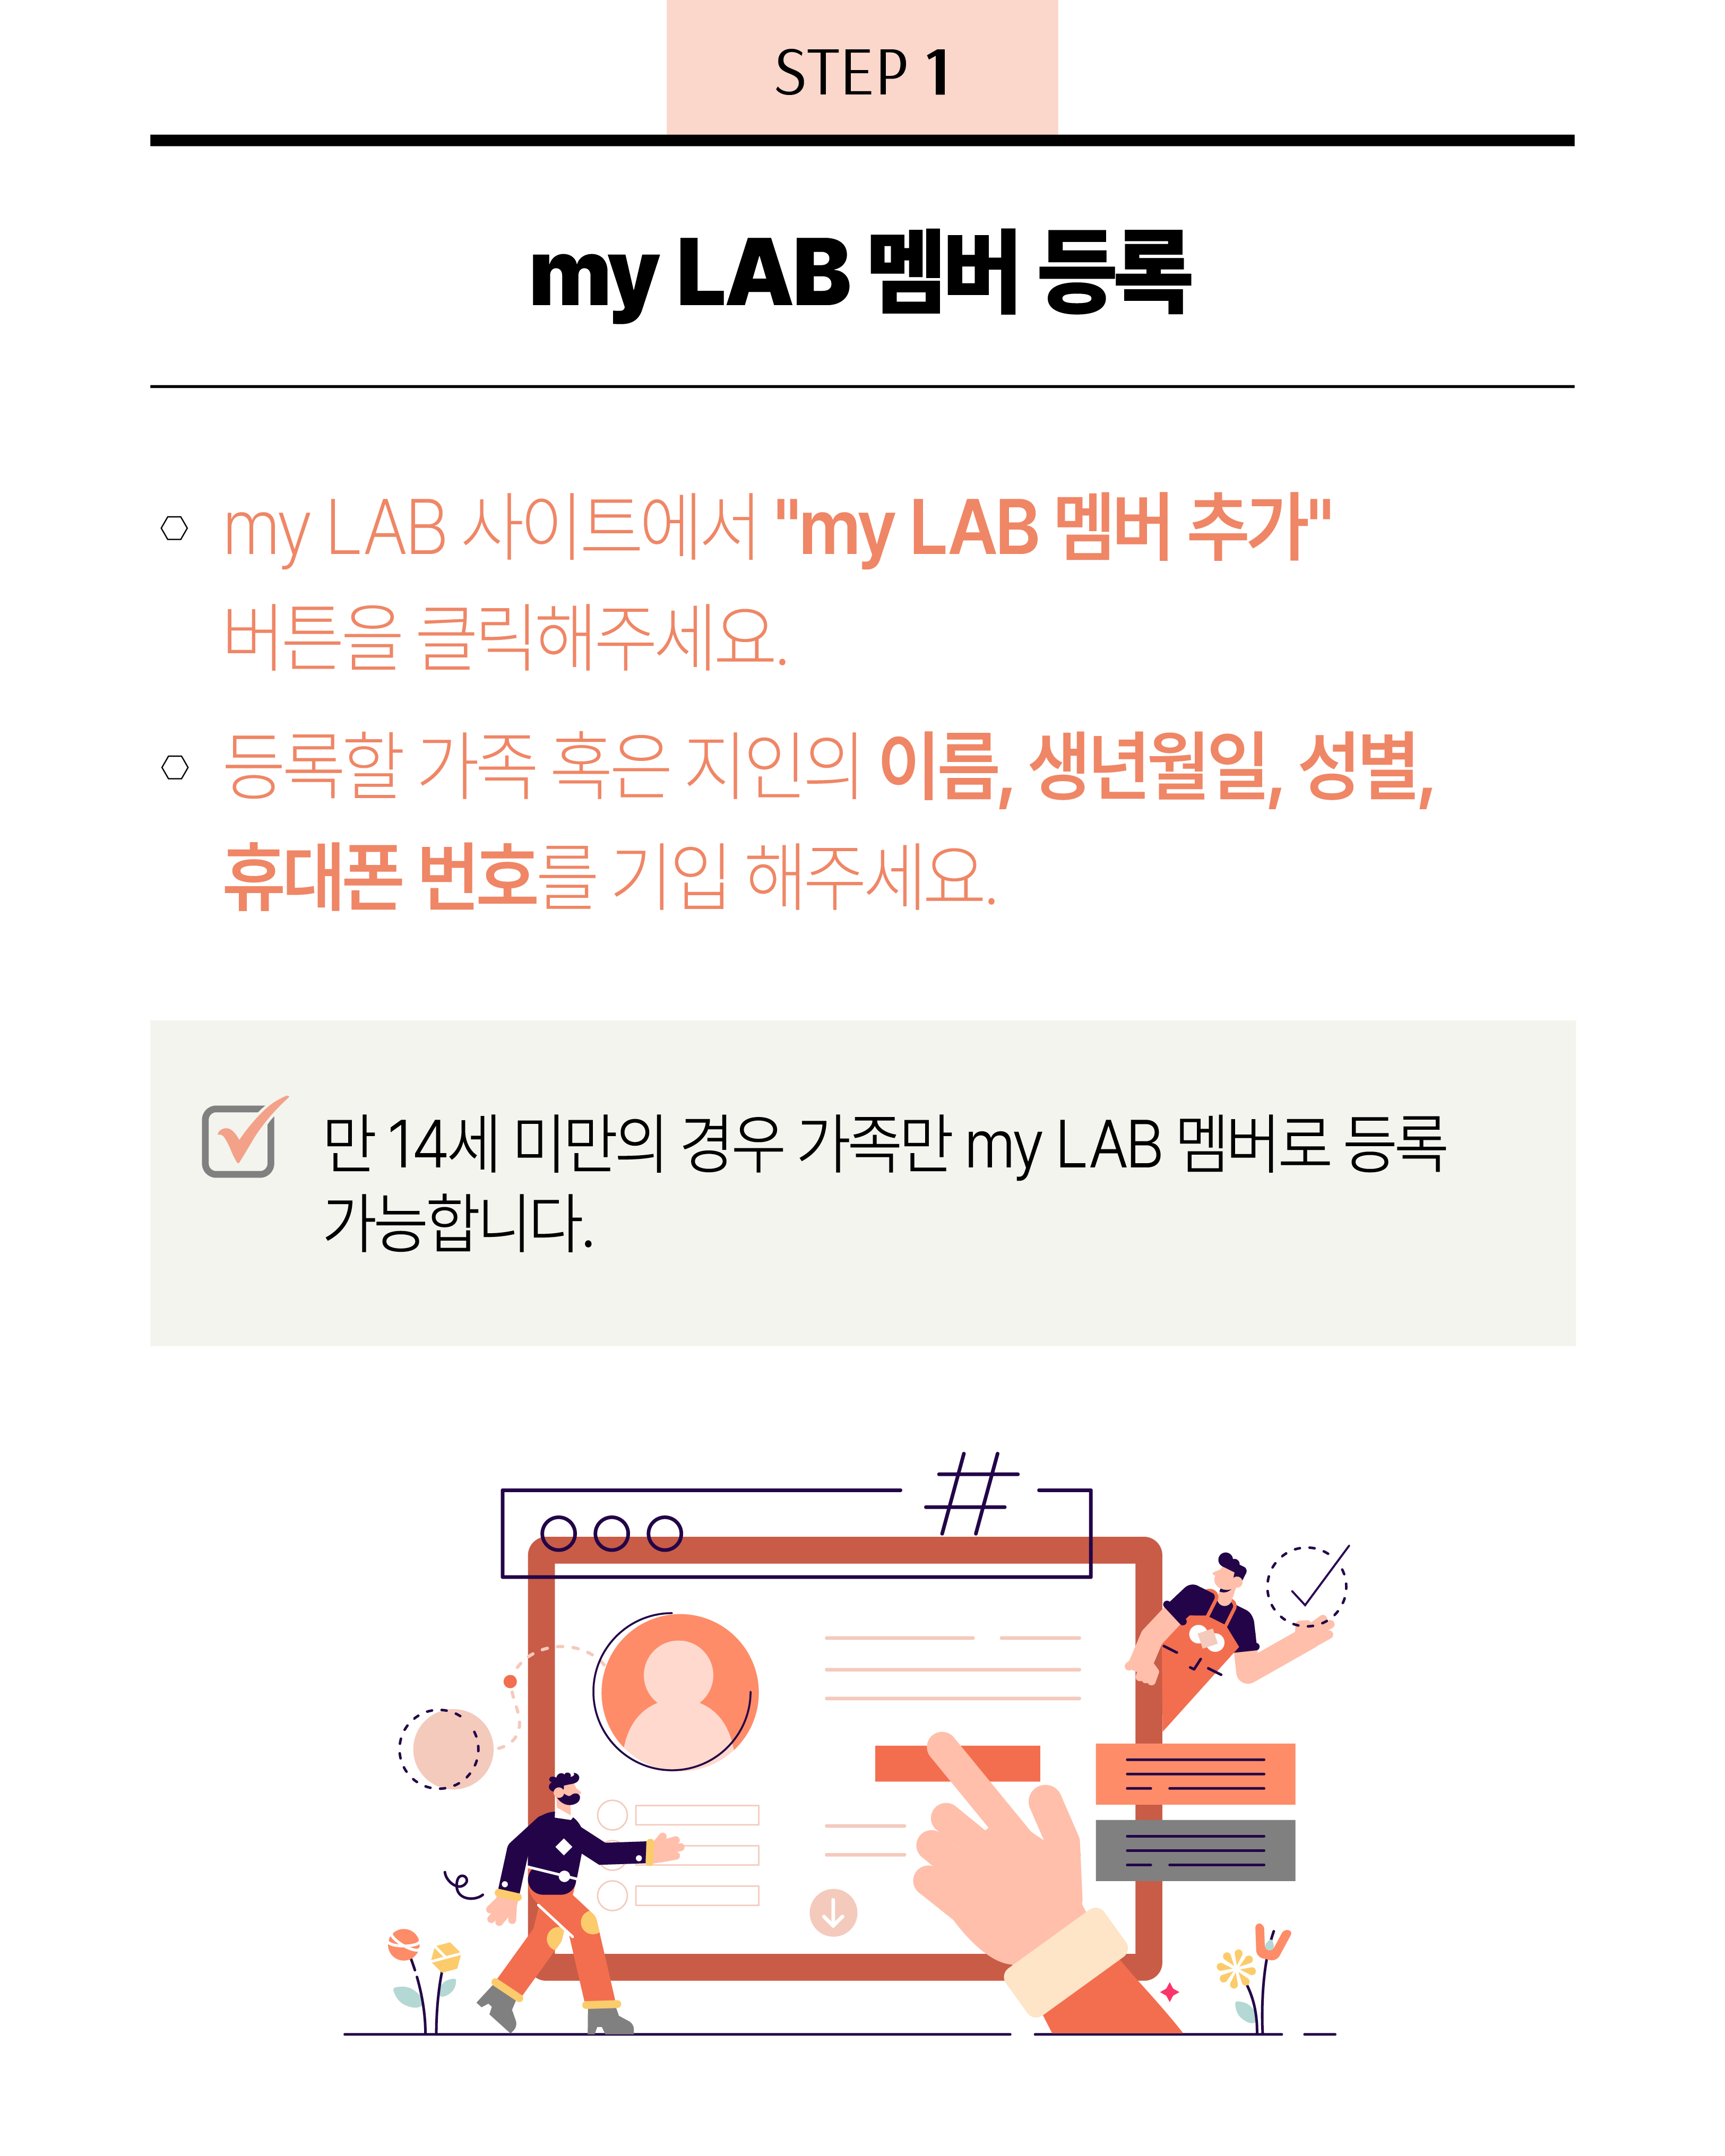 STEP 1
my LAB 멤버 등록
my LAB 사이트에서 "my LAB 멤버 추가"
버튼을 클릭해주세요.
등록할 가족 혹은 지인의 이름, 생년월일, 성별,
휴대폰 번호를 기입 해주세요.
만 14세 미만의 경우 가족만 my LAB 멤버로 등록
가능합니다.
#